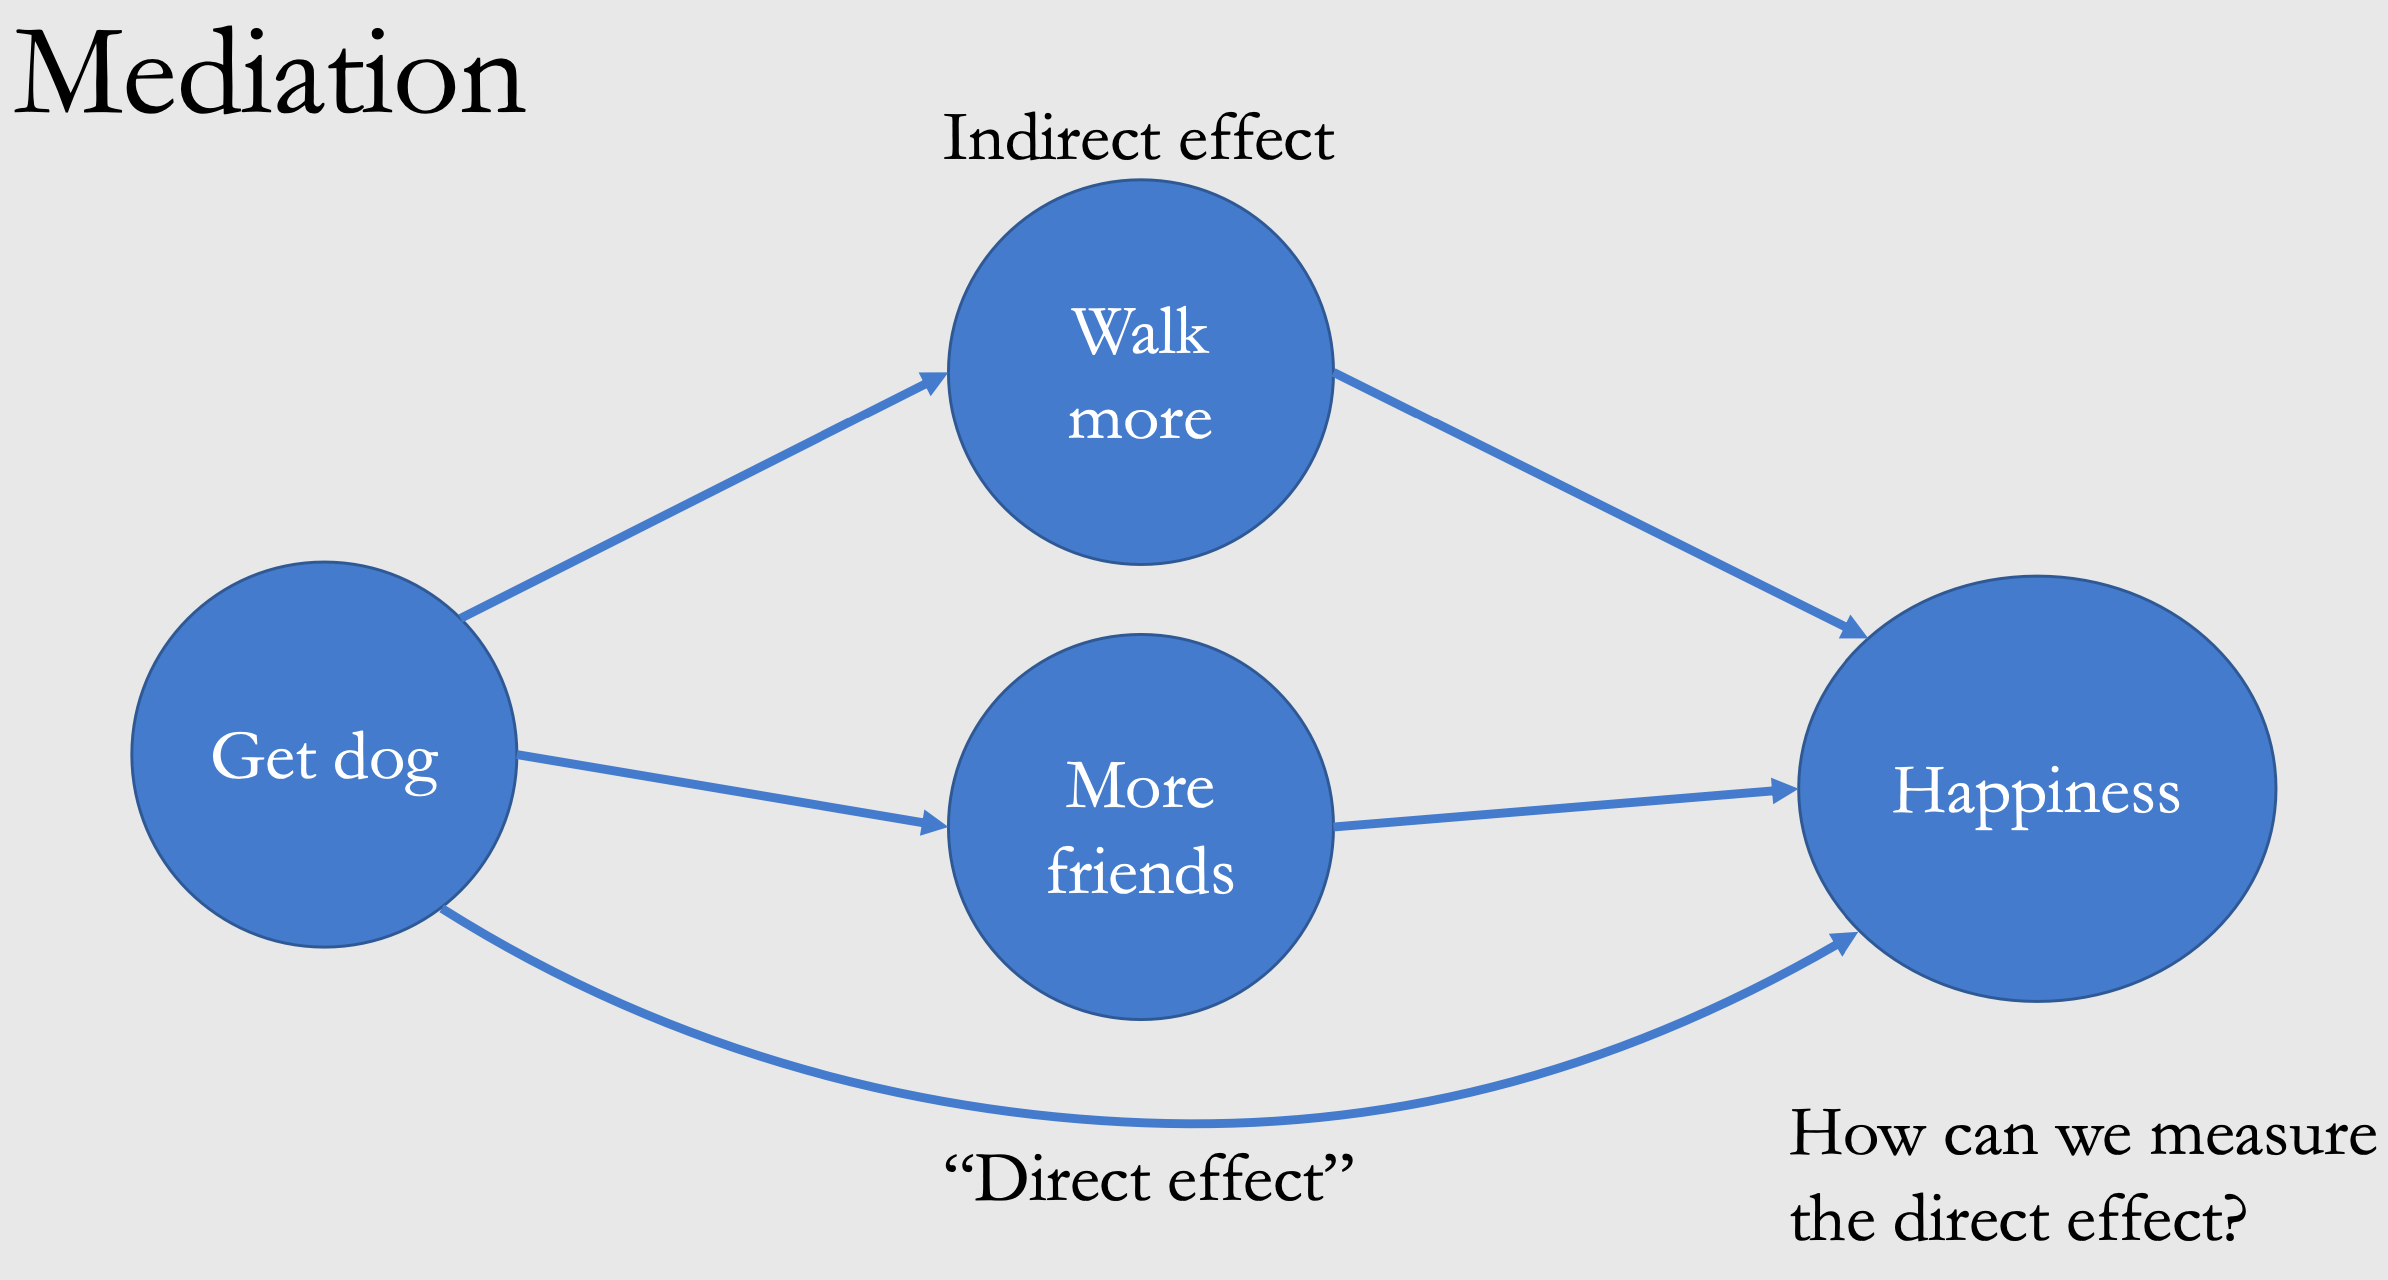 Mediation
Indirect effect
Walk
more
Get dog
More
friends
Happiness
“Direct effect”
How can we measure
the direct effect?